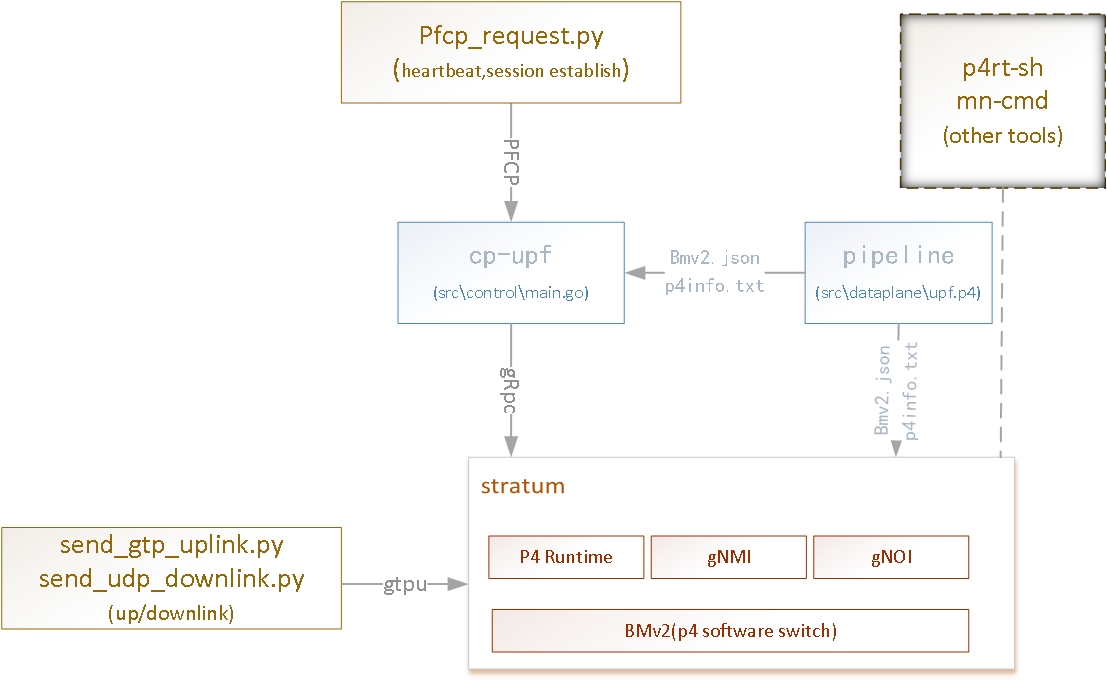 Pfcp_request.py
(heartbeat,session establish)
p4rt-sh
mn-cmd
(other tools)
PFCP
cp-upf
(src\control\main.go)
Bmv2.json
p4info.txt
pipeline
(src\dataplane\upf.p4)
gRpc
Bmv2.json
p4info.txt
stratum
P4 Runtime
gNMI
gNOI
send_gtp_uplink.py
send_udp_downlink.py
(up/downlink)
gtpu
BMv2(p4 software switch)